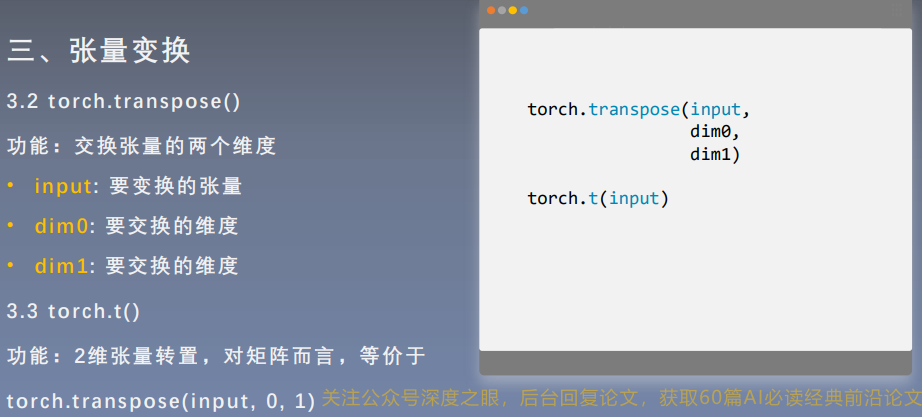 三、张量变换
3.2 torch.transpose()
功能：交换张量的两个维度
• input: 要变换的张量
• dim0: 要交换的维度
• dim1: 要交换的维度
3.3 torch.t()
功能：2维张量转置，对矩阵而言，等价于
torch.transpose(input, 0, 1)
torch.transpose(input,
dim0,
dim1)
torch.t(input)
关注公众号深度之眼，后台回复论文，获取60篇AI必读经典前沿论文